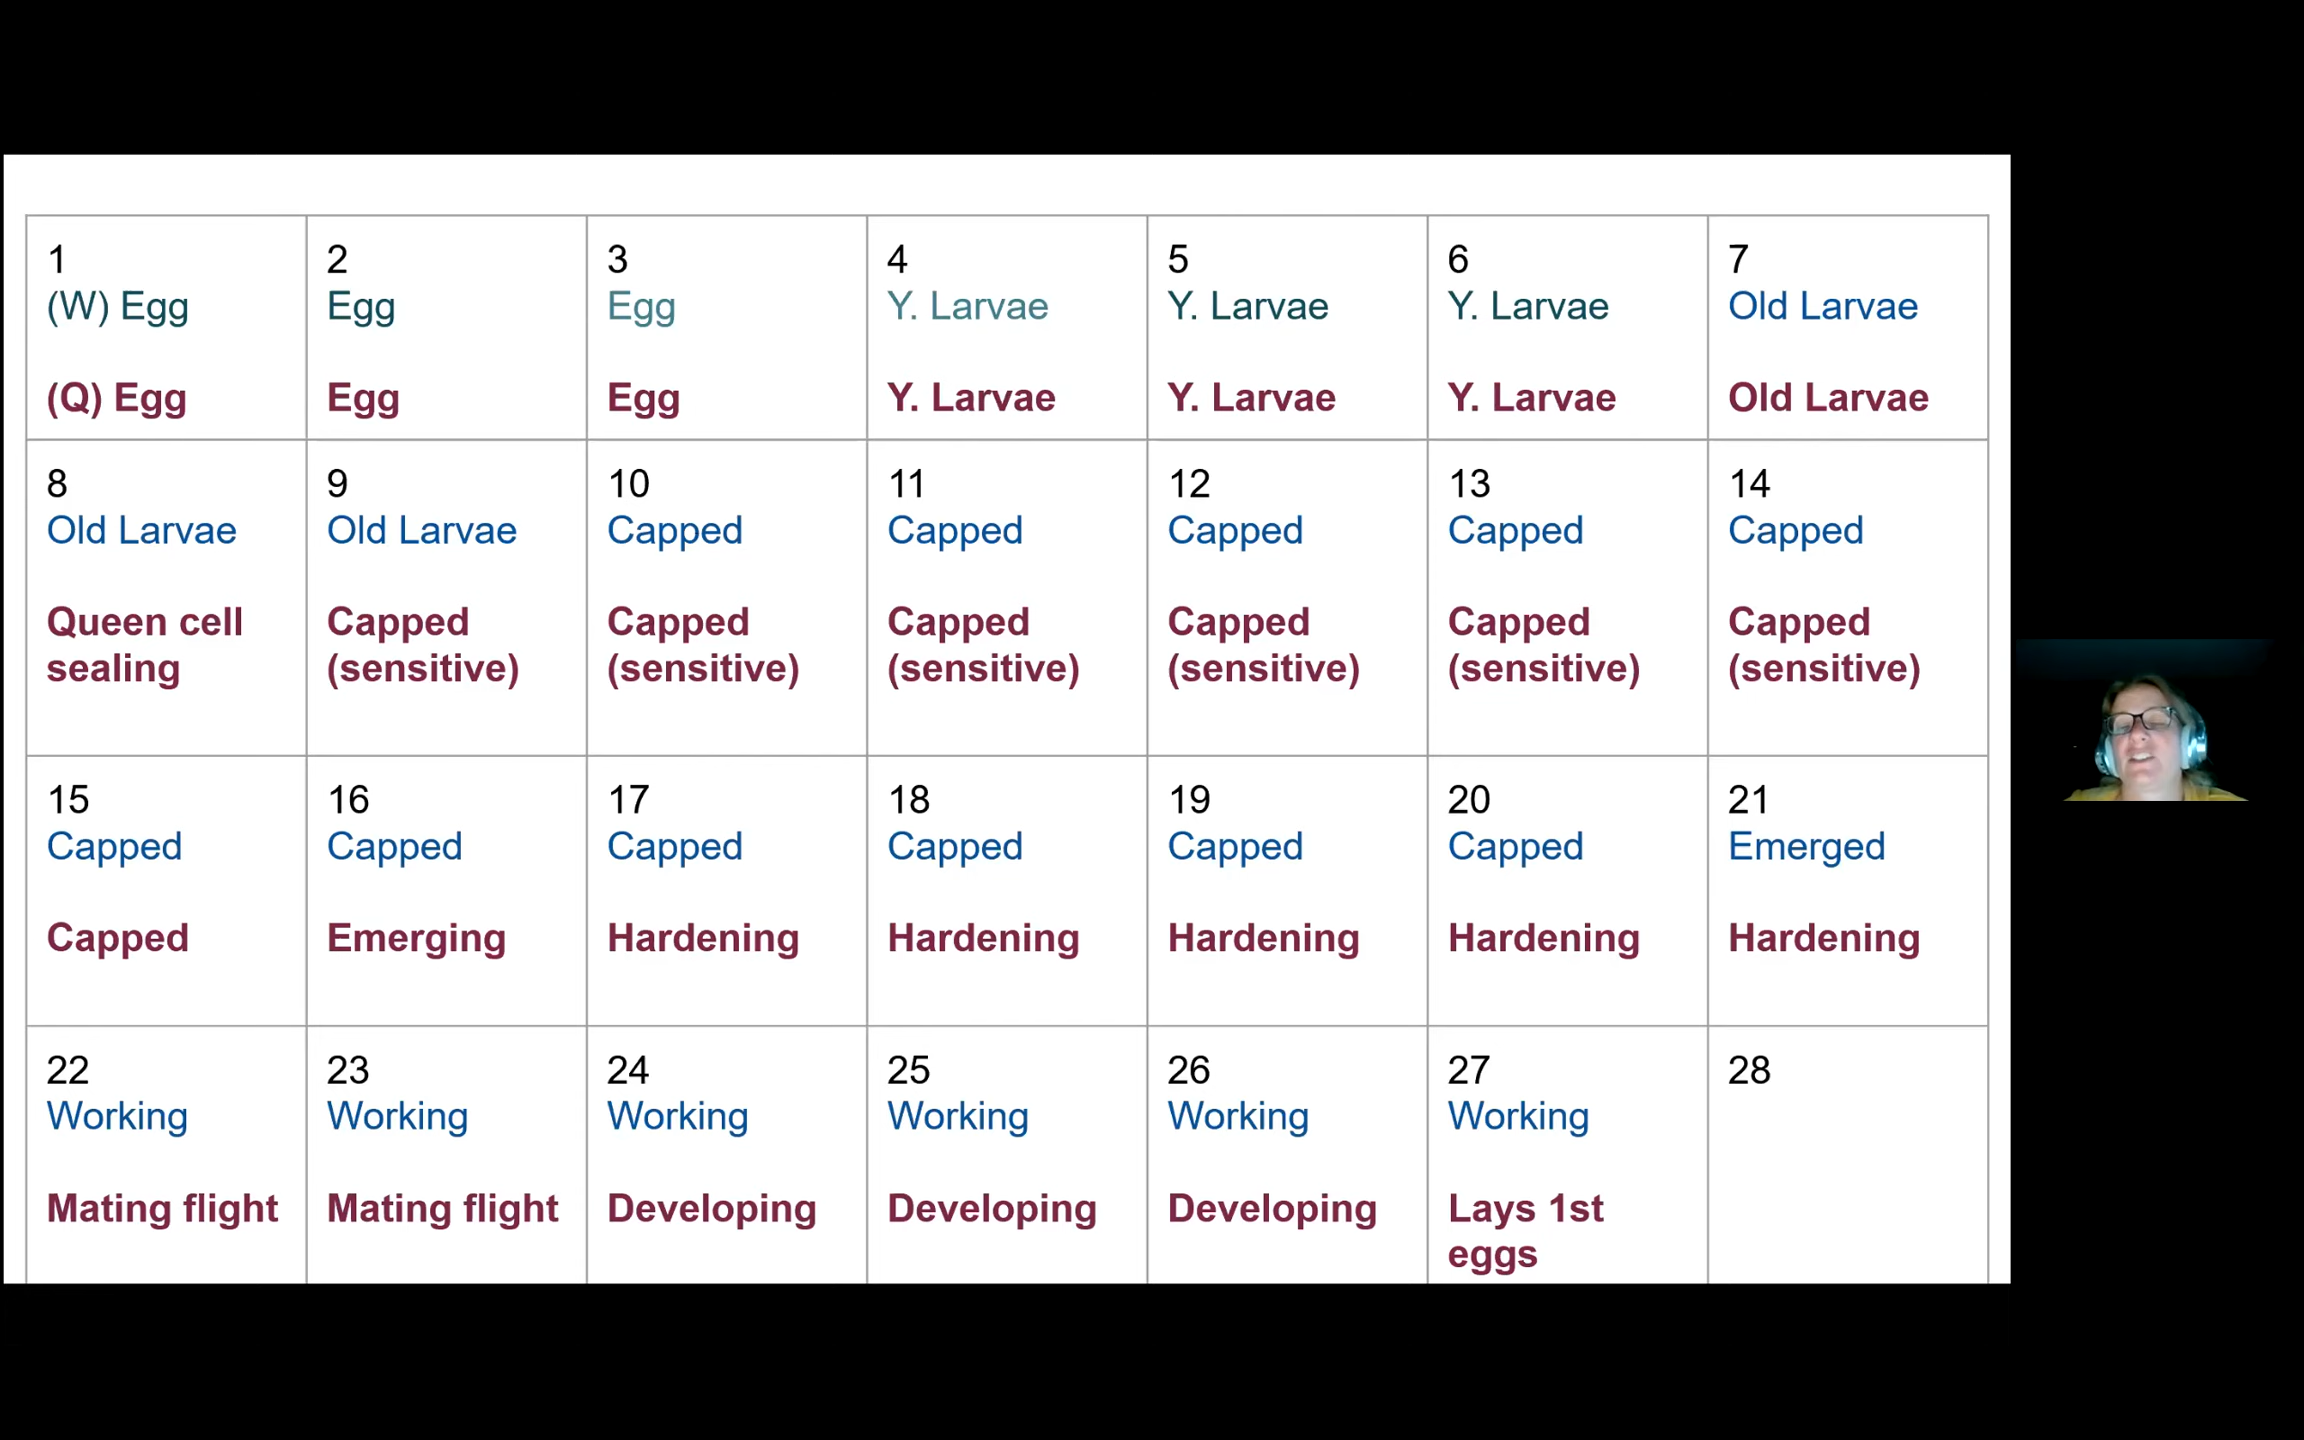 1
(W) Egg
(Q) Egg
2
Egg
Egg
3
Egg
Egg
4
Y. Larvae
Y. Larvae
5
Y. Larvae
Y. Larvae
6
Y. Larvae
Y. Larvae
7
Old Larvae
Old Larvae
8
Old Larvae
Queen cell
sealing
9
Old Larvae
Capped
(sensitive)
10
Capped
Capped
(sensitive)
11
Capped
Capped
(sensitive)
12
Capped
Capped
(sensitive)
13
Capped
Capped
(sensitive)
14
Capped
Capped
(sensitive)
15
Capped
Capped
16
Capped
Emerging
17
Capped
Hardening
18
Capped
Hardening
19
Capped
Hardening
20
Capped
Hardening
21
Emerged
Hardening
22
Working
Mating flight
23
Working
Mating flight
24
Working
Developing
25
Working
Developing
26
Working
Developing
27
Working
Lays 1st
eggs
28